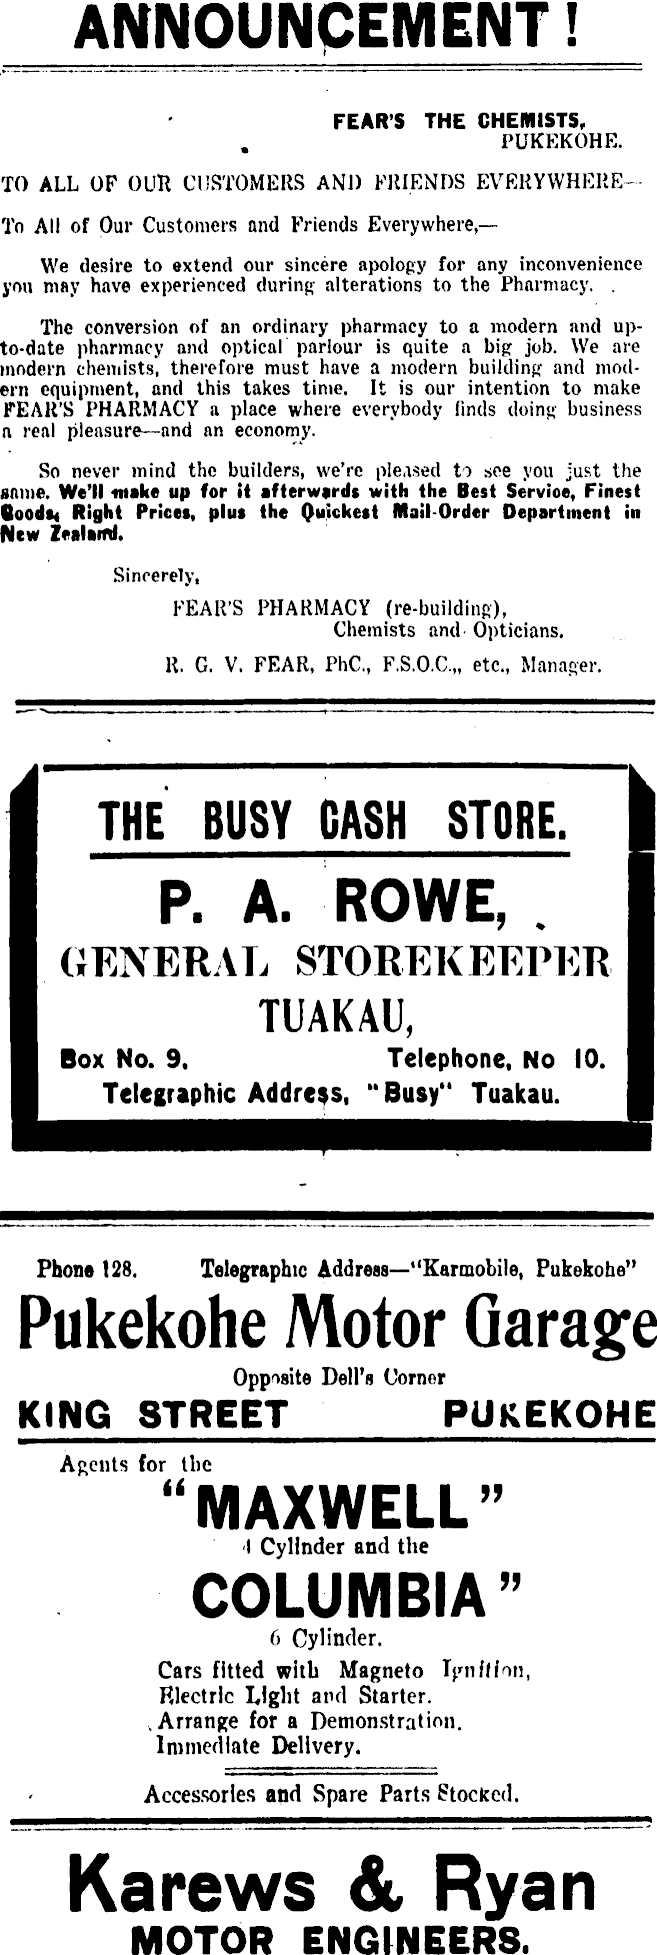 ANNOUNCEMENT!
FEAR'S THE CHEMISTS,
PUKEKOHE.
TO ALL OF OUR CUSTOMERS AND FRIENDS EVERYWHERE—
To All of Our Customers and Friends Everywhere,—
We desire to extend our sincere apology for any inconvenience
you may have experienced during alterations to the Pharmacy.
The conversion of an ordinary pharmacy to a modern and up-
to-date pharmacy and optical parlour is quite a big job. We are
modern chemists, therefore must have a modern building and mod-
ern equipment, and this takes time. It is our intention to make
FEAR'S PHARMACY a place where everybody finds doing business
a real pleasure—and an economy.
So never mind the builders, we're pleased to see you just the
same. We'll make up for it afterwards with the Best Service, Finest
Goods, Right Prices, plus the Quickest Mail-Order Department in
New Zealand.
Sincerely,
FEAR'S PHARMACY (re-building),
Chemists and Opticians.
R. G. V. FEAR, PhC., F.S.O.C.,, etc., Manager.
THE BUSY CASH STORE.
P. A. ROWE,
GENERAL STOREKEEPER
TUAKAU,
Box No. 9. Telephone, No 10.
Telegraphic Address, "Busy" Tuakau.
Phone 128. Telegraphic Address—"Karmobile, Pukekohe"
Pukekohe Motor Garage
Opposite Dell's Corner
KING STREET PUKEKOHE
Agents for the
"MAXWELL"
4 Cylinder and the
COLUMBIA"
6 Cylinder.
Cars fitted with Magneto Ignition,
Electric Light and Starter.
Arrange for a Demonstration.
Immediate Delivery.
Accessories and Spare Parts Stocked.
Karews & Ryan
MOTOR ENGINEERS.